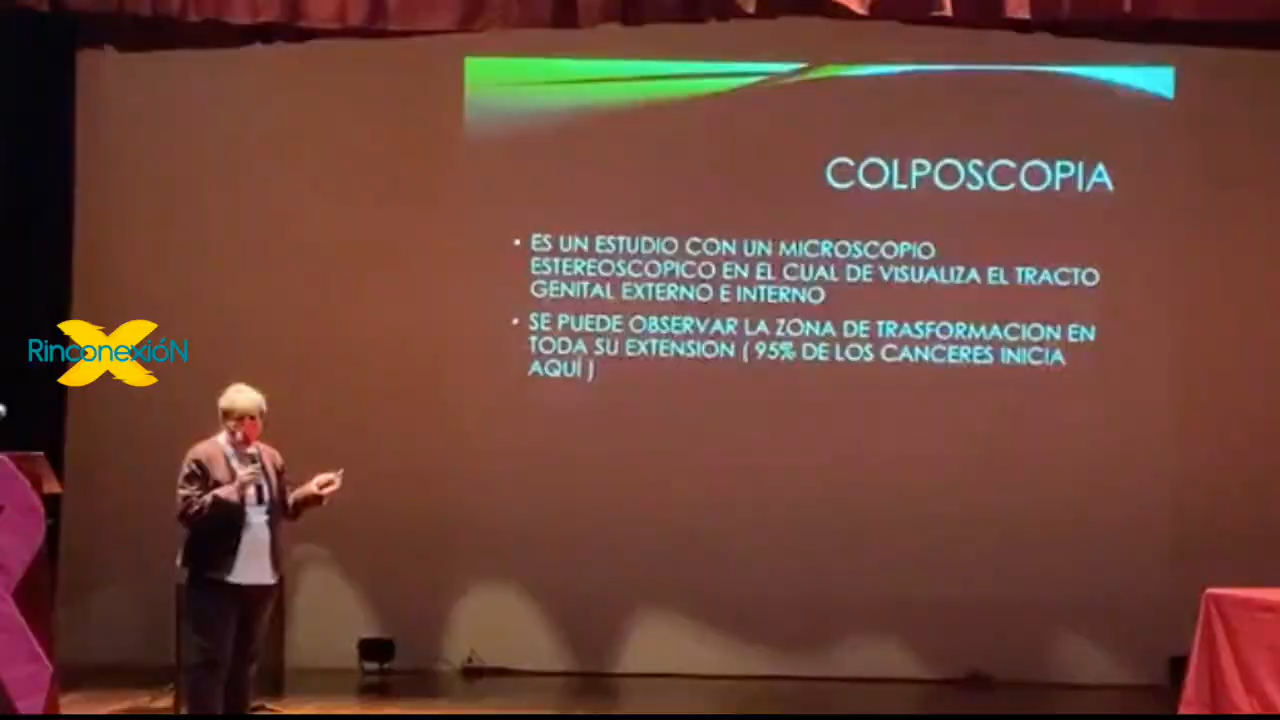 COLPOSCOPIA
• ES UN ESTUDIO CON UN MICROSCOPIO
ESTEREOSCOPICO EN EL CUAL DE VISUALIZA EL TRACTO
GENITAL EXTERNO E INTERNO
• SE PUEDE OBSERVAR LA ZONA DE TRASFORMACION EN
TODA SU EXTENSION ( 95% DE LOS CANCERES INICIA
AQUÍ )
RinconexióN